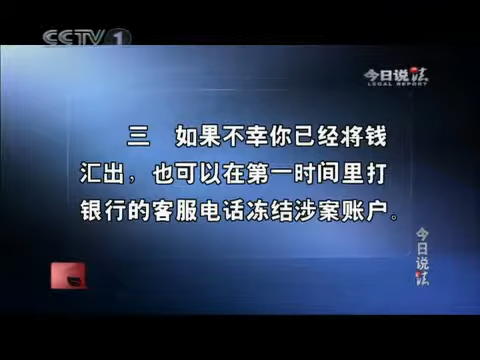 CCTV 1
今日说法
LEGAL REPORT
三 如果不幸你已经将钱
汇出，也可以在第一时间里打
银行的客服电话冻结涉案账户。
今日说法